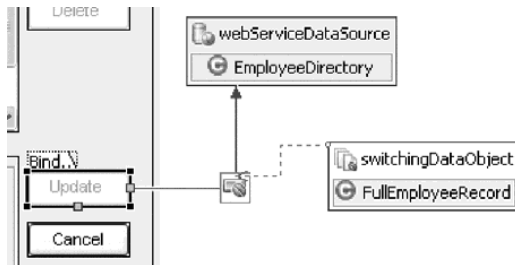 Delete
webServiceDataSource
EmployeeDirectory
Bind..\
Update
switchingDataObject
FullEmployeeRecord
Cancel